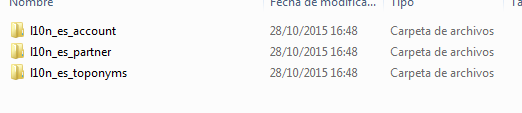 Fecha de modifica... Tipo
l10n_es_account 28/10/2015 16:48 Carpeta de archivos
l10n_es_partner 28/10/2015 16:48 Carpeta de archivos
l10n_es_toponyms 28/10/2015 16:48 Carpeta de archivos